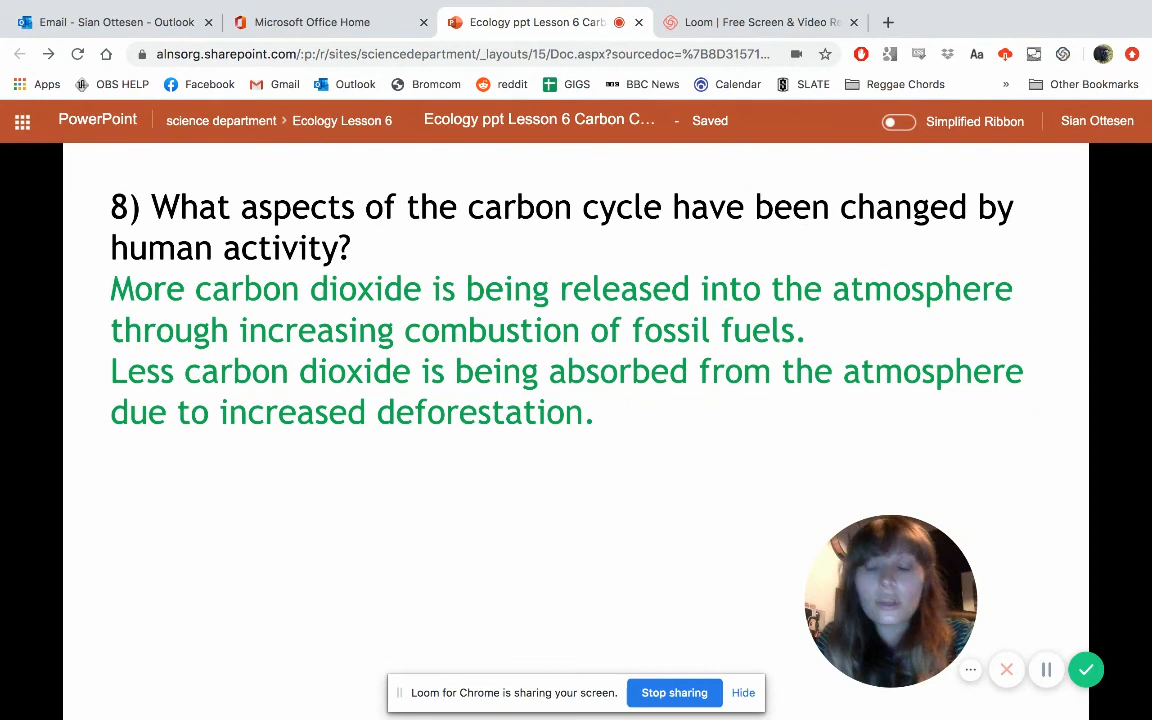 Email - Sian Ottesen - Outlook
Microsoft Office Home
Ecology ppt Lesson 6 Carb
Loom | Free Screen & Video R
alnsorg.sharepoint.com/:p:/r/sites/sciencedepartment/_layouts/15/Doc.aspx?sourcedoc=%7B8D31571...
Aa
Apps
OBS HELP
Facebook
Gmail
Outlook
Bromcom
reddit
GIGS
BBC News
Calendar
SLATE
Reggae Chords
»
Other Bookmarks
PowerPoint
science department › Ecology Lesson 6
Ecology ppt Lesson 6 Carbon C... - Saved
Simplified Ribbon
Sian Ottesen
8) What aspects of the carbon cycle have been changed by
human activity?
More carbon dioxide is being released into the atmosphere
through increasing combustion of fossil fuels.
Less carbon dioxide is being absorbed from the atmosphere
due to increased deforestation.
Loom for Chrome is sharing your screen.
Stop sharing
Hide